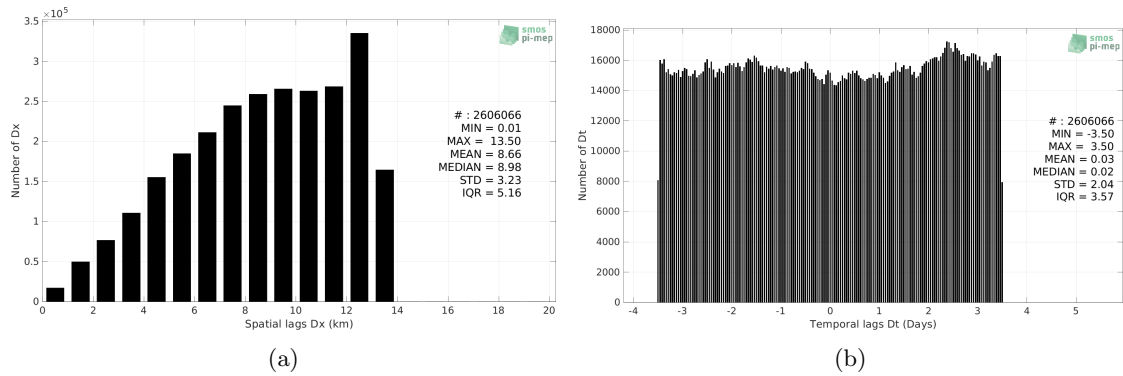 3.5 ×10⁵
3
2.5
2
1.5
1
0.5
0
0 2 4 6 8 10 12 14 16 18 20
Number of Dx
Spatial lags Dx (km)
smos
pi-mep
# : 2606066
MIN = 0.01
MAX = 13.50
MEAN = 8.66
MEDIAN = 8.98
STD = 3.23
IQR = 5.16
(a)
18000
16000
14000
12000
10000
8000
6000
4000
2000
0
-4 -3 -2 -1 0 1 2 3 4 5
Number of Dt
Temporal lags Dt (Days)
smos
pi-mep
# : 2606066
MIN = -3.50
MAX = 3.50
MEAN = 0.03
MEDIAN = 0.02
STD = 2.04
IQR = 3.57
(b)